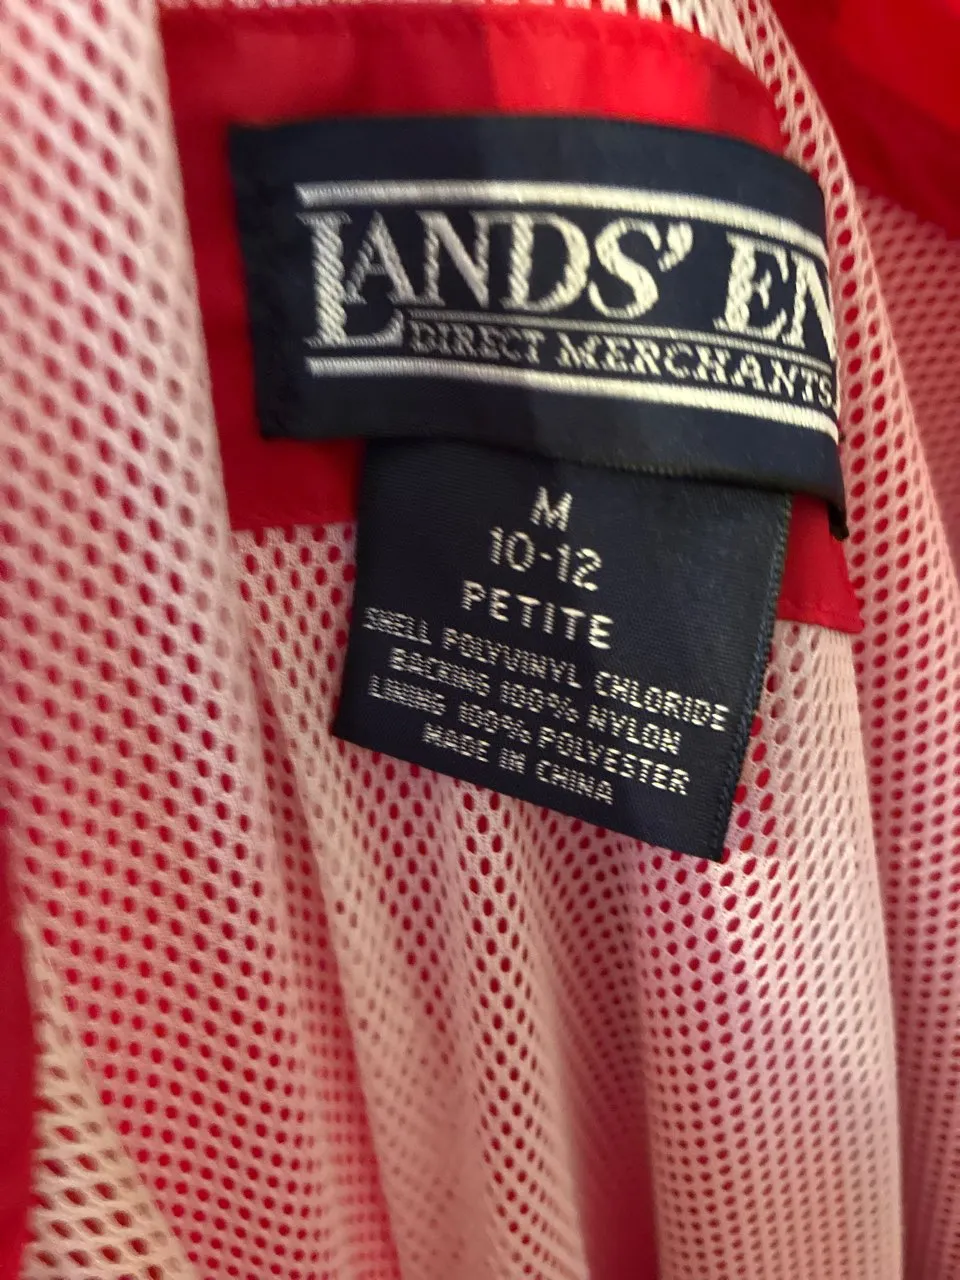 LANDS' EN
DIRECT MERCHANTS
M
10-12
PETITE
SHELL POLYVINYL CHLORIDE
BACKING 100% NYLON
LINING 100% POLYESTER
MADE IN CHINA